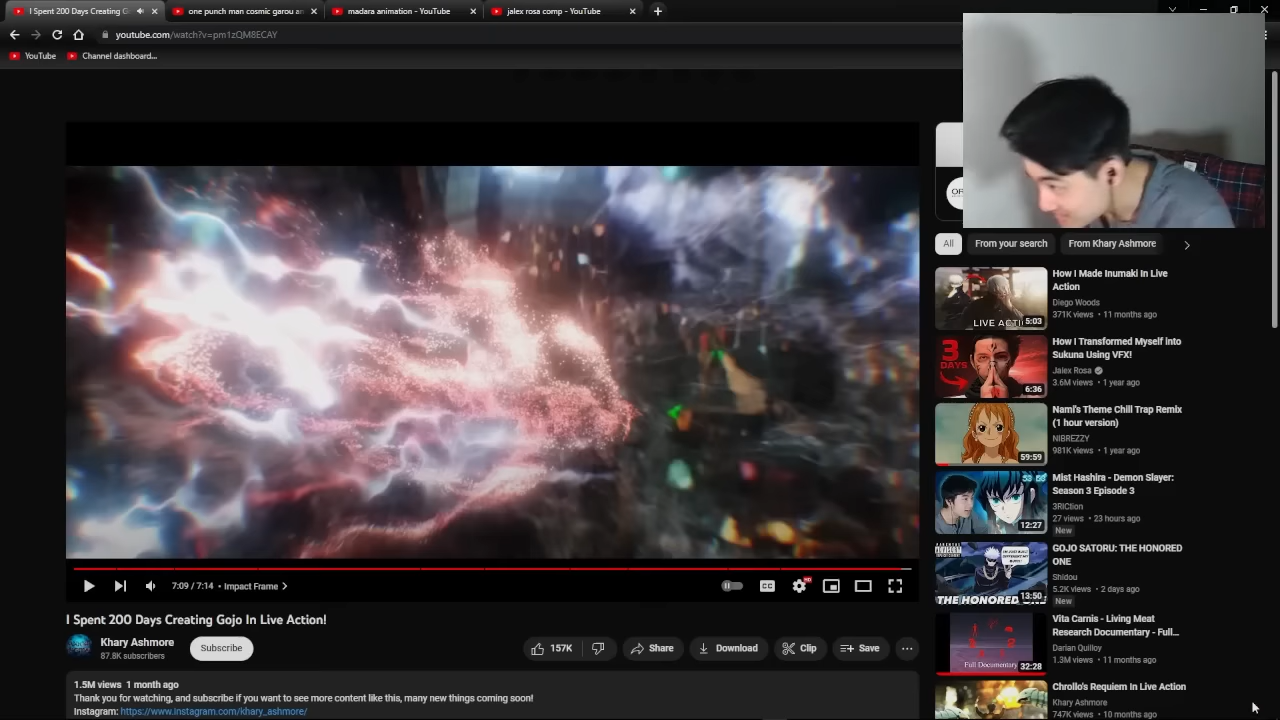 I Spent 200 Days Creating G
one punch man cosmic garou an
madara animation - YouTube
jalex rosa comp - YouTube
youtube.com/watch?v=pm1zQM8ECAY
YouTube
Channel dashboard...
All
From your search
From Khary Ashmore
How I Made Inumaki In Live
Action
Diego Woods
371K views • 11 months ago
LIVE ACTI
5:03
How I Transformed Myself into
Sukuna Using VFX!
Jalex Rosa
3.6M views • 1 year ago
3
DAYS
6:36
Nami's Theme Chill Trap Remix
(1 hour version)
NIBREZZY
981K views • 1 year ago
59:59
Mist Hashira - Demon Slayer:
Season 3 Episode 3
3RICtion
27 views • 23 hours ago
New
12:27
GOJO SATORU: THE HONORED
ONE
Shidou
5.2K views • 2 days ago
New
THE HONORED ONE
13:50
Vita Carnis - Living Meat
Research Documentary - Full...
Darian Quilloy
1.3M views • 11 months ago
Full Documentary
32:28
Chrollo's Requiem In Live Action
Khary Ashmore
747K views • 10 months ago
7:09 / 7:14 • Impact Frame
CC
HD
I Spent 200 Days Creating Gojo In Live Action!
Khary Ashmore
87.8K subscribers
Subscribe
157K
Share
Download
Clip
Save
1.5M views 1 month ago
Thank you for watching, and subscribe if you want to see more content like this, many new things coming soon!
Instagram: https://www.instagram.com/khary_ashmore/